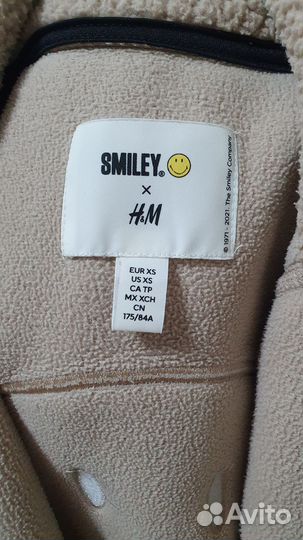 SMILEY®
×
H&M
© 1971 - 2021. The Smiley Company
EUR XS
US XS
CA TP
MX XCH
CN
175/84A
Avito